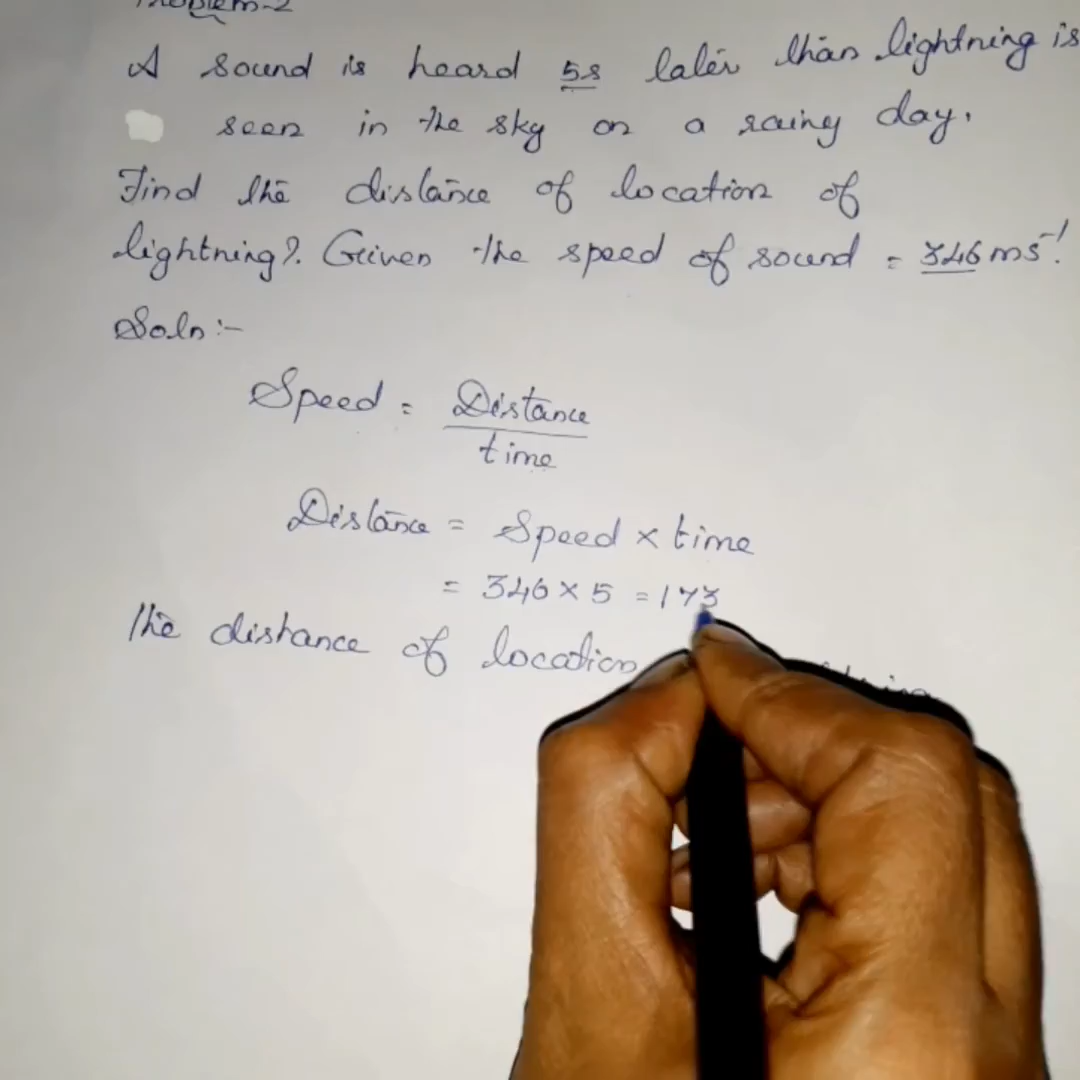 Problem-2
A sound is heard 5s later than lightning is
seen in the sky on a rainy day.
Find the distance of location of
lightning?. Given the speed of sound = 346 ms⁻¹.
Soln :-
Speed = Distance
time
Distance = Speed × time
= 346 × 5 = 173
The distance of location